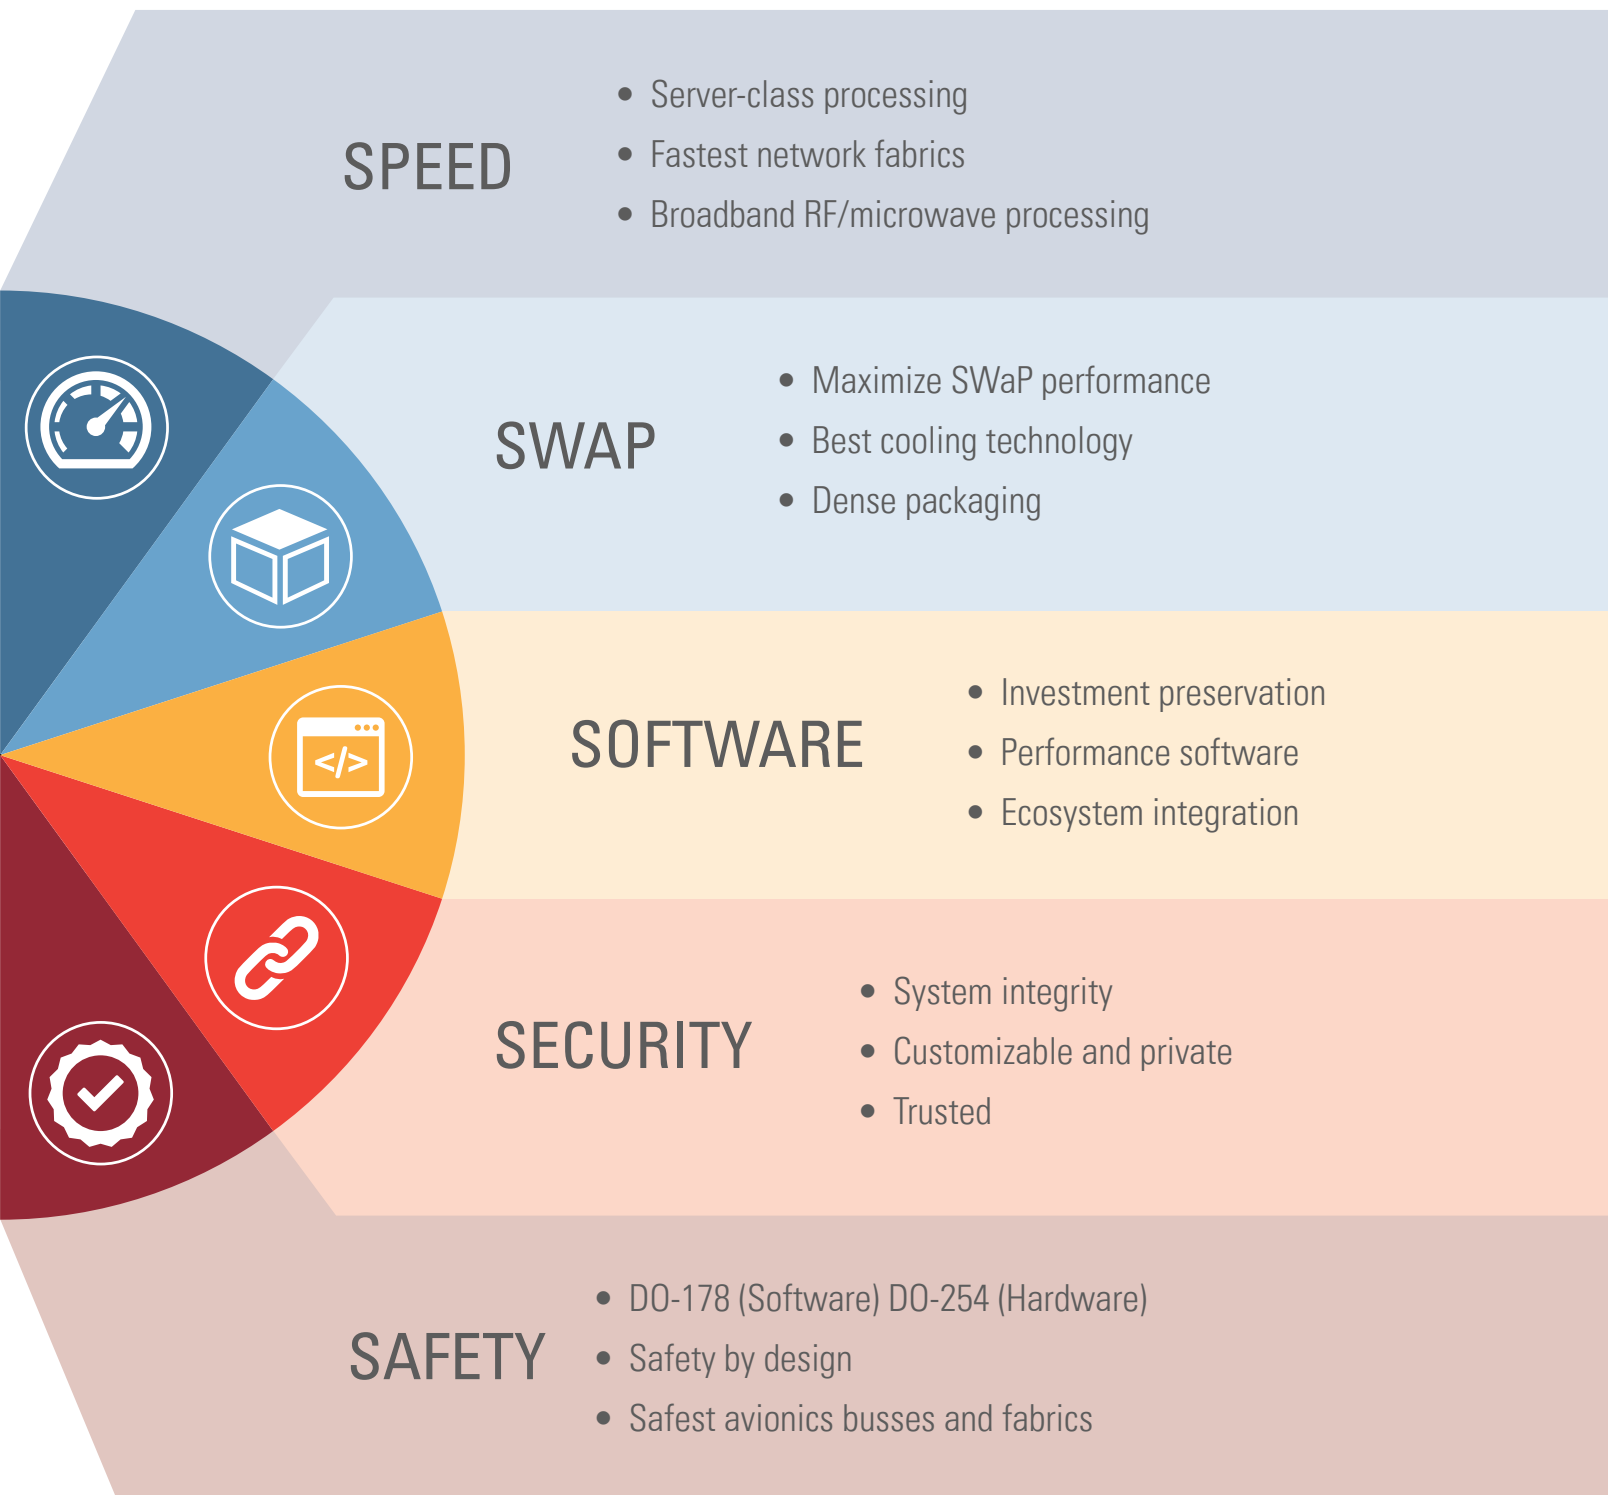 SPEED
• Server-class processing
• Fastest network fabrics
• Broadband RF/microwave processing
SWAP
• Maximize SWaP performance
• Best cooling technology
• Dense packaging
</>
SOFTWARE
• Investment preservation
• Performance software
• Ecosystem integration
SECURITY
• System integrity
• Customizable and private
• Trusted
SAFETY
• DO-178 (Software) DO-254 (Hardware)
• Safety by design
• Safest avionics busses and fabrics